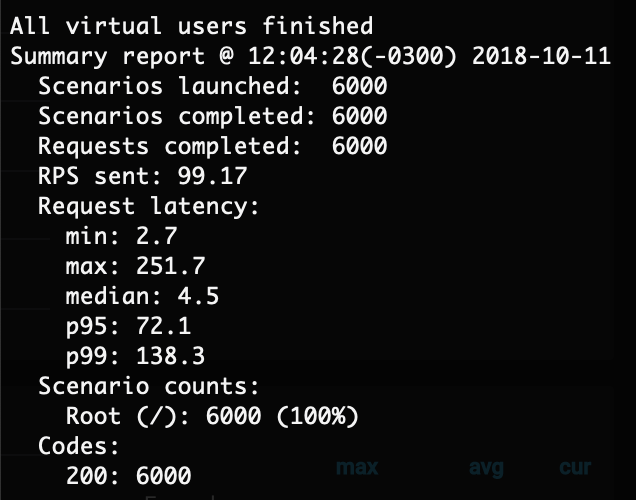 All virtual users finished
Summary report @ 12:04:28(-0300) 2018-10-11
Scenarios launched:  6000
Scenarios completed: 6000
Requests completed:  6000
RPS sent: 99.17
Request latency:
min: 2.7
max: 251.7
median: 4.5
p95: 72.1
p99: 138.3
Scenario counts:
Root (/): 6000 (100%)
Codes:
200: 6000
max avg cur